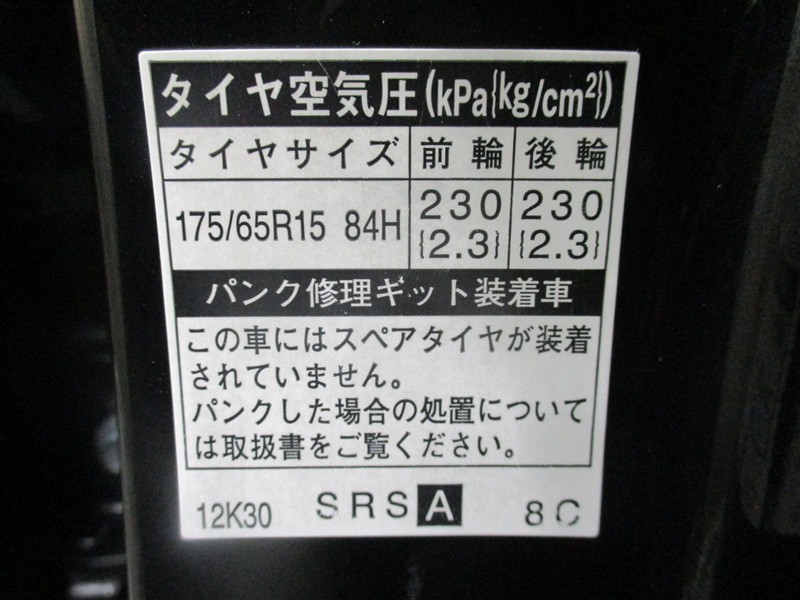 タイヤ空気圧(kPa{kg/cm²})
タイヤサイズ 前輪 後輪
175/65R15 84H 230 230
{2.3} {2.3}
パンク修理キット装着車
この車にはスペアタイヤが装着
されていません。
パンクした場合の処置について
は取扱書をご覧ください。
12K30 SRS A 8C